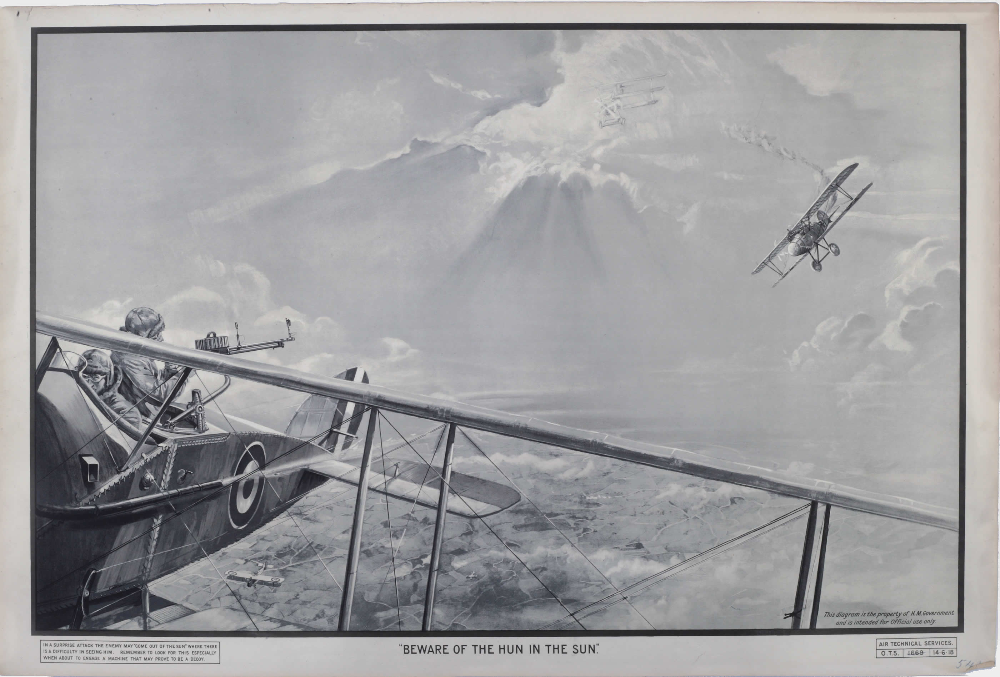 This diagram is the property of H.M. Government
and is intended for Official use only.
IN A SURPRISE ATTACK THE ENEMY MAY "COME OUT OF THE SUN" WHERE THERE
IS A DIFFICULTY IN SEEING HIM. REMEMBER TO LOOK FOR THIS ESPECIALLY
WHEN ABOUT TO ENGAGE A MACHINE THAT MAY PROVE TO BE A DECOY.
"BEWARE OF THE HUN IN THE SUN."
AIR TECHNICAL SERVICES.
O.T.S. 1669 14·6·18